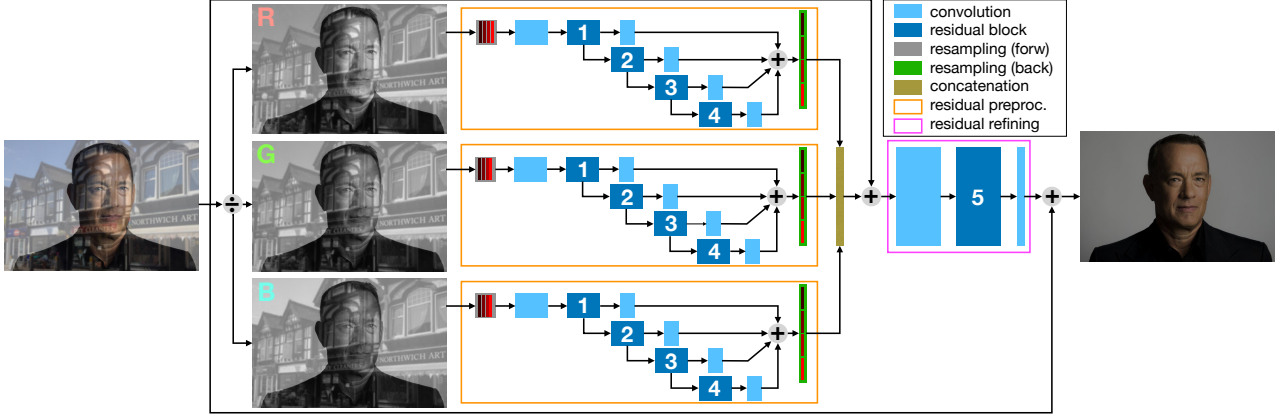 R
1
2
3
4
G
1
2
3
4
B
1
2
3
4
÷
+
+
+
+
+
5
convolution
residual block
resampling (forw)
resampling (back)
concatenation
residual preproc.
residual refining
NORTHWICH ART
NORTHWICH ART
NORTHWICH ART
NORTHWICH ART